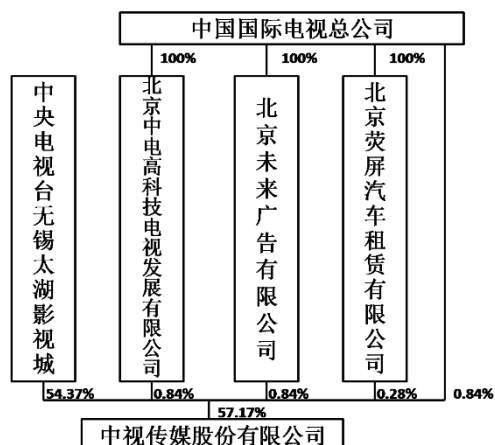 中国国际电视总公司
100%
100%
100%
中央电视台无锡太湖影视城
北京中电高科技电视发展有限公司
北京未来广告有限公司
北京荧屏汽车租赁有限公司
54.37%
0.84%
0.84%
0.28%
0.84%
57.17%
中视传媒股份有限公司